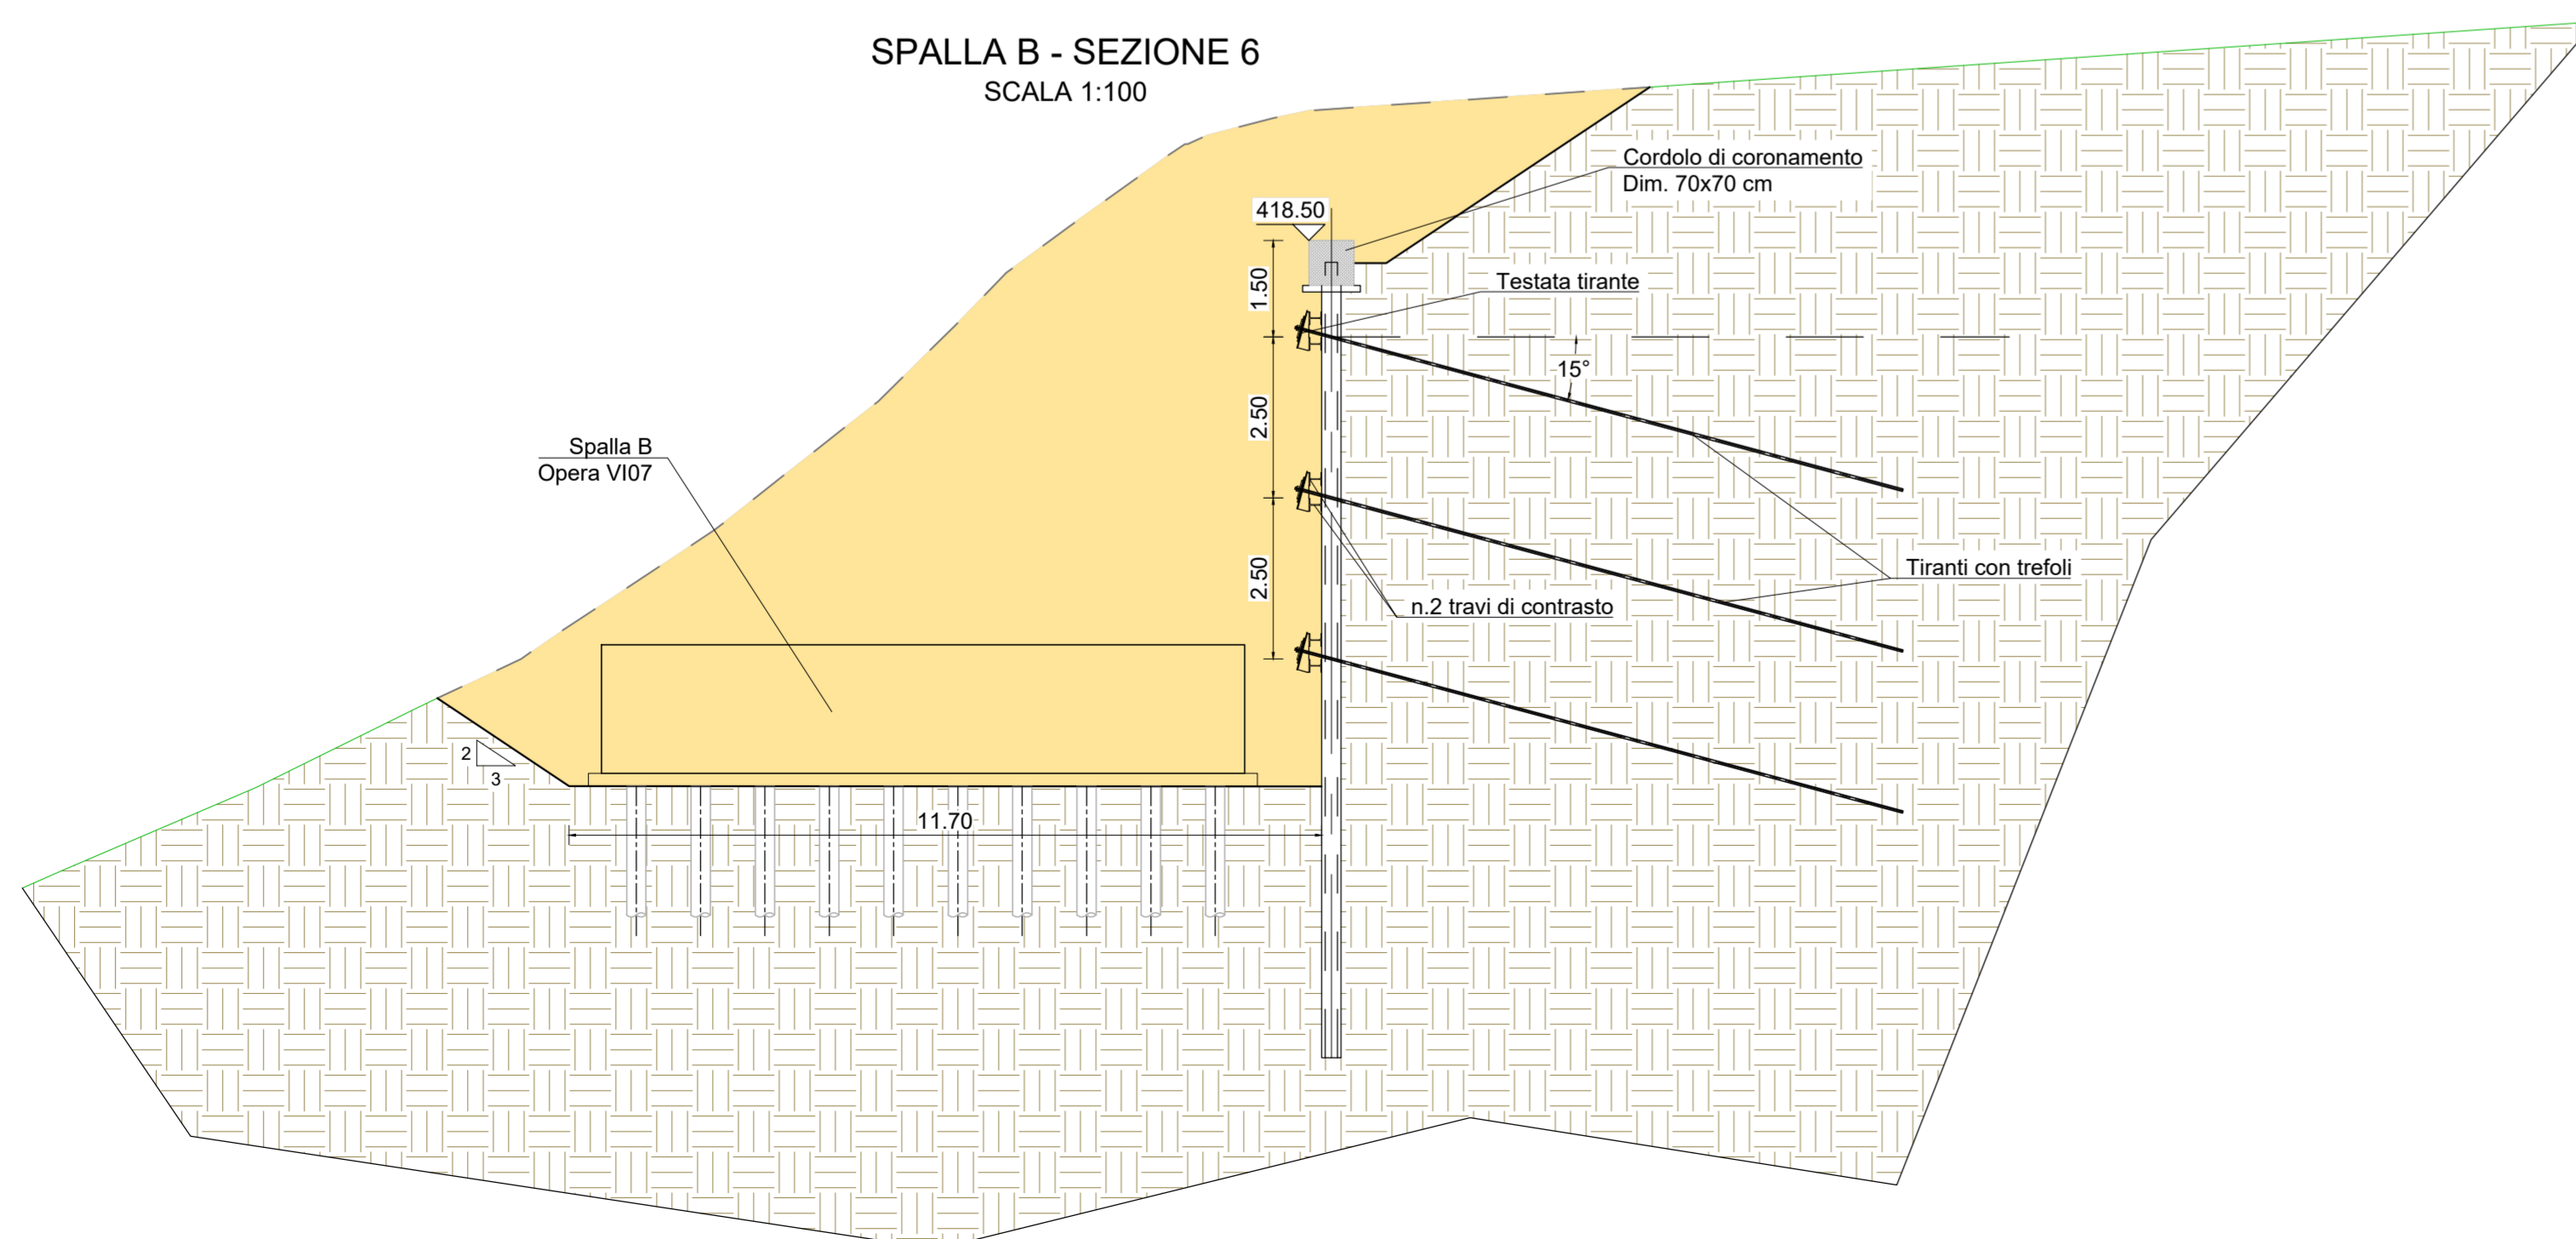 SPALLA B - SEZIONE 6
SCALA 1:100
Cordolo di coronamento
Dim. 70x70 cm
418.50
Testata tirante
1.50
15°
2.50
Spalla B
Opera VI07
Tiranti con trefoli
2.50
n.2 travi di contrasto
2
3
11.70